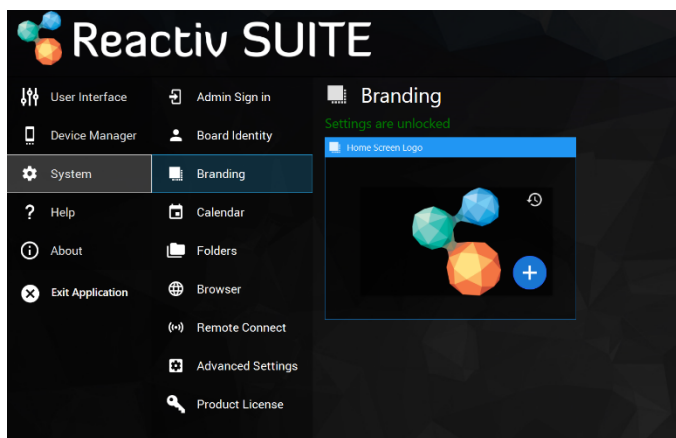 Reactiv SUITE
User Interface
Device Manager
System
Help
About
Exit Application
Admin Sign in
Board Identity
Branding
Calendar
Folders
Browser
Remote Connect
Advanced Settings
Product License
Branding
Settings are unlocked
Home Screen Logo